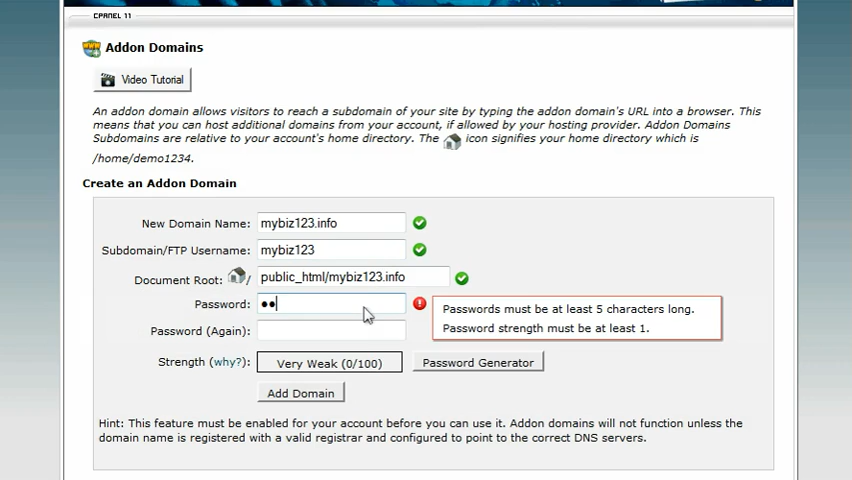 CPANEL 11
Addon Domains
Video Tutorial
An addon domain allows visitors to reach a subdomain of your site by typing the addon domain's URL into a browser. This
means that you can host additional domains from your account, if allowed by your hosting provider. Addon Domains
Subdomains are relative to your account's home directory. The icon signifies your home directory which is
/home/demo1234.
Create an Addon Domain
New Domain Name: mybiz123.info
Subdomain/FTP Username: mybiz123
Document Root: / public_html/mybiz123.info
Password: ●●
Passwords must be at least 5 characters long.
Password strength must be at least 1.
Password (Again):
Strength (why?): Very Weak (0/100) Password Generator
Add Domain
Hint: This feature must be enabled for your account before you can use it. Addon domains will not function unless the
domain name is registered with a valid registrar and configured to point to the correct DNS servers.